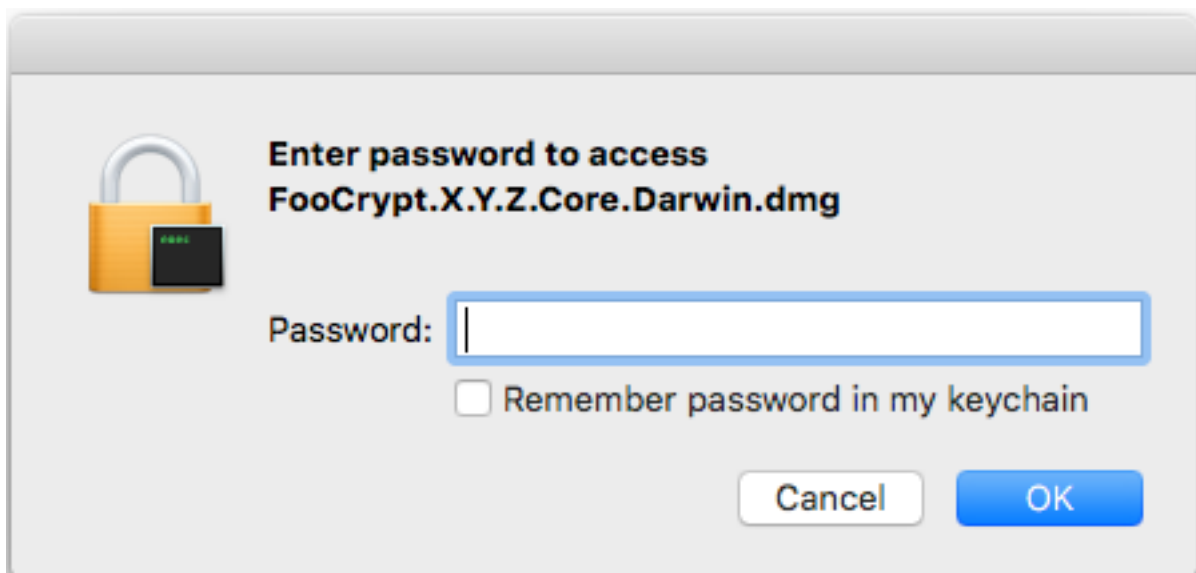 Enter password to access
FooCrypt.X.Y.Z.Core.Darwin.dmg
Password:
Remember password in my keychain
Cancel
OK